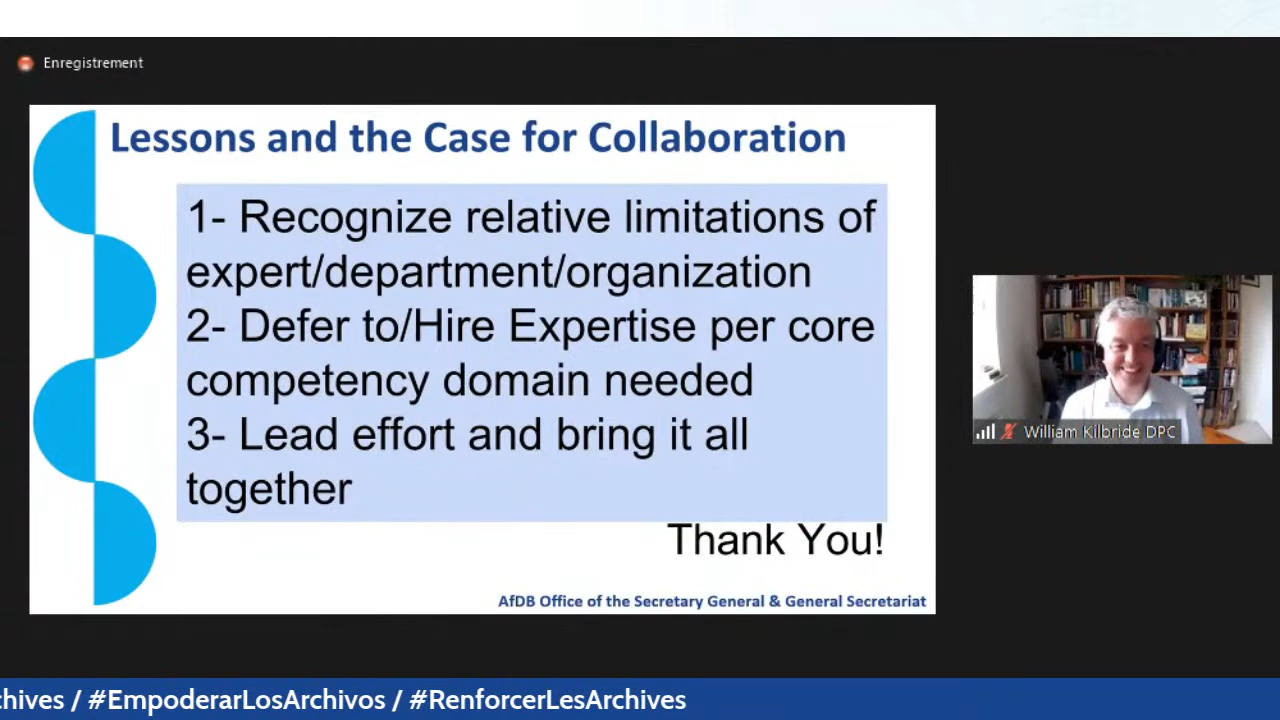 Enregistrement
Lessons and the Case for Collaboration
1- Recognize relative limitations of
expert/department/organization
2- Defer to/Hire Expertise per core
competency domain needed
3- Lead effort and bring it all
together
Thank You!
AfDB Office of the Secretary General & General Secretariat
William Kilbride DPC
chives / #EmpoderarLosArchivos / #RenforcerLesArchives